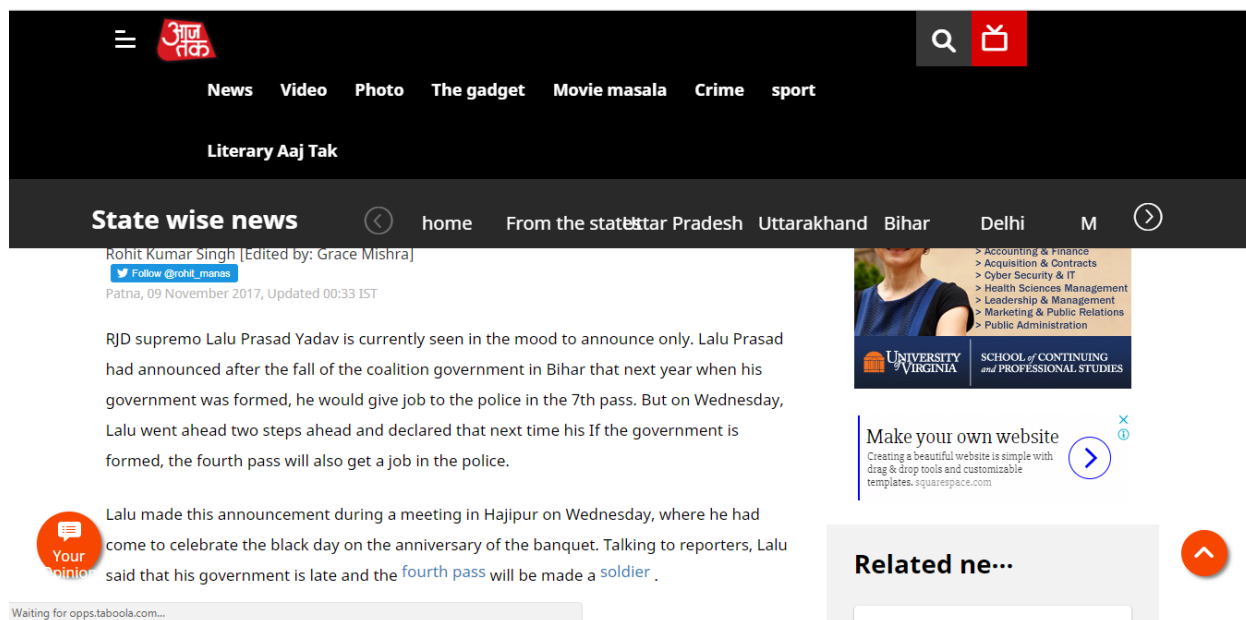 आज
तक
News Video Photo The gadget Movie masala Crime sport
Literary Aaj Tak
State wise news home From the states Uttar Pradesh Uttarakhand Bihar Delhi M
Rohit Kumar Singh [Edited by: Grace Mishra]
Follow @rohit_manas
Patna, 09 November 2017, Updated 00:33 IST
RJD supremo Lalu Prasad Yadav is currently seen in the mood to announce only. Lalu Prasad
had announced after the fall of the coalition government in Bihar that next year when his
government was formed, he would give job to the police in the 7th pass. But on Wednesday,
Lalu went ahead two steps ahead and declared that next time his If the government is
formed, the fourth pass will also get a job in the police.
Lalu made this announcement during a meeting in Hajipur on Wednesday, where he had
come to celebrate the black day on the anniversary of the banquet. Talking to reporters, Lalu
said that his government is late and the fourth pass will be made a soldier .
Your
Opinion
Waiting for opps.taboola.com...
> Accounting & Finance
> Acquisition & Contracts
> Cyber Security & IT
> Health Sciences Management
> Leadership & Management
> Marketing & Public Relations
> Public Administration
UNIVERSITY of VIRGINIA
SCHOOL of CONTINUING
and PROFESSIONAL STUDIES
Make your own website
Creating a beautiful website is simple with
drag & drop tools and customizable
templates. squarespace.com
Related ne...